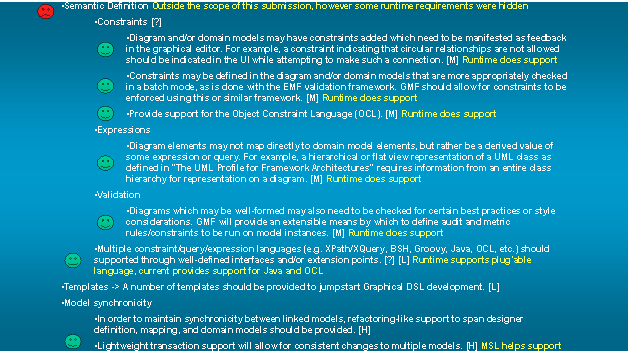 •Semantic Definition Outside the scope of this submission, however some runtime requirements were hidden
•Constraints [?]
•Diagram and/or domain models may have constraints added which need to be manifested as feedback
in the graphical editor. For example, a constraint indicating that circular relationships are not allowed
should be indicated in the UI while attempting to make such a connection. [M] Runtime does support
•Constraints may be defined in the diagram and/or domain models that are more appropriately checked
in a batch mode, as is done with the EMF validation framework. GMF should allow for constraints to be
enforced using this or similar framework. [M] Runtime does support
•Provide support for the Object Constraint Language (OCL). [M] Runtime does support
•Expressions
•Diagram elements may not map directly to domain model elements, but rather be a derived value of
some expression or query. For example, a hierarchical or flat view representation of a UML class as
defined in "The UML Profile for Framework Architectures" requires information from an entire class
hierarchy for representation on a diagram. [M] Runtime does support
•Validation
•Diagrams which may be well-formed may also need to be checked for certain best practices or style
considerations. GMF will provide an extensible means by which to define audit and metric
rules/constraints to be run on model instances. [M] Runtime does support
•Multiple constraint/query/expression languages (e.g. XPath/XQuery, BSH, Groovy, Java, OCL, etc.) should
supported through well-defined interfaces and/or extension points. [?] [L] Runtime supports plug'able
language, current provides support for Java and OCL
•Templates -> A number of templates should be provided to jumpstart Graphical DSL development. [L]
•Model synchronicity
•In order to maintain synchronicity between linked models, refactoring-like support to span designer
definition, mapping, and domain models should be provided. [H]
•Lightweight transaction support will allow for consistent changes to multiple models. [H] MSL helps support